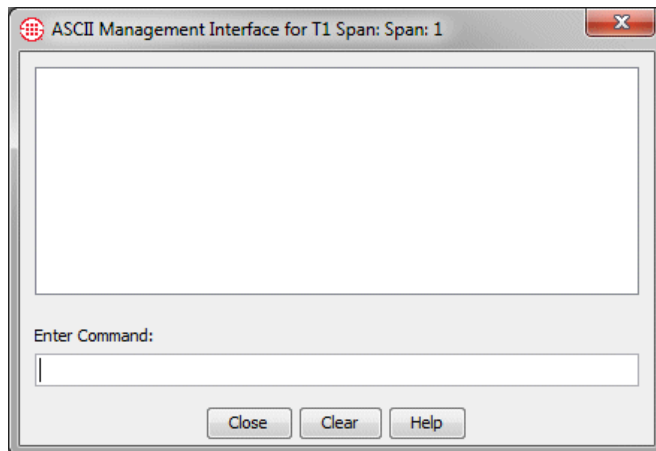 ASCII Management Interface for T1 Span: Span: 1
Enter Command:
Close Clear Help